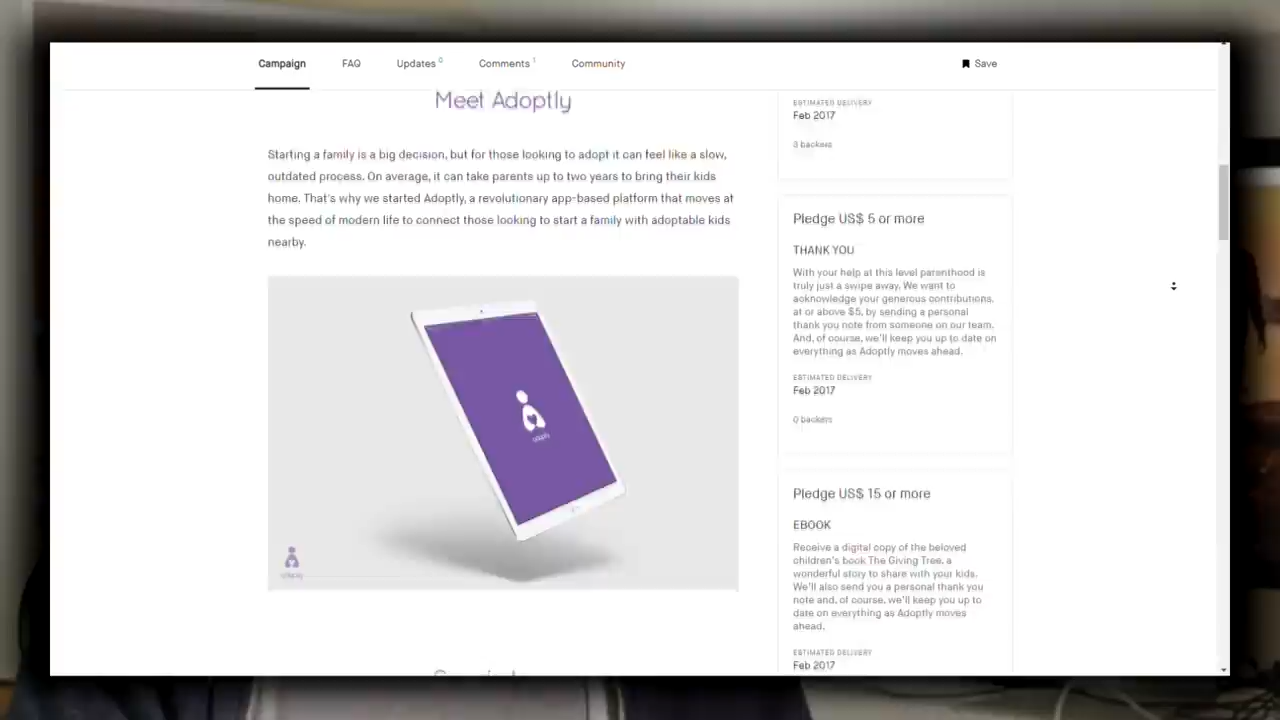 Campaign
FAQ
Updates 0
Comments 1
Community
Save
Meet Adoptly
Starting a family is a big decision, but for those looking to adopt it can feel like a slow,
outdated process. On average, it can take parents up to two years to bring their kids
home. That's why we started Adoptly, a revolutionary app-based platform that moves at
the speed of modern life to connect those looking to start a family with adoptable kids
nearby.
adoptly
adoptly
ESTIMATED DELIVERY
Feb 2017
3 backers
Pledge US$ 5 or more
THANK YOU
With your help at this level parenthood is
truly just a swipe away. We want to
acknowledge your generous contributions,
at or above $5, by sending a personal
thank you note from someone on our team.
And, of course, we'll keep you up to date on
everything as Adoptly moves ahead.
ESTIMATED DELIVERY
Feb 2017
0 backers
Pledge US$ 15 or more
EBOOK
Receive a digital copy of the beloved
children's book The Giving Tree, a
wonderful story to share with your kids.
We'll also send you a personal thank you
note and, of course, we'll keep you up to
date on everything as Adoptly moves
ahead.
ESTIMATED DELIVERY
Feb 2017